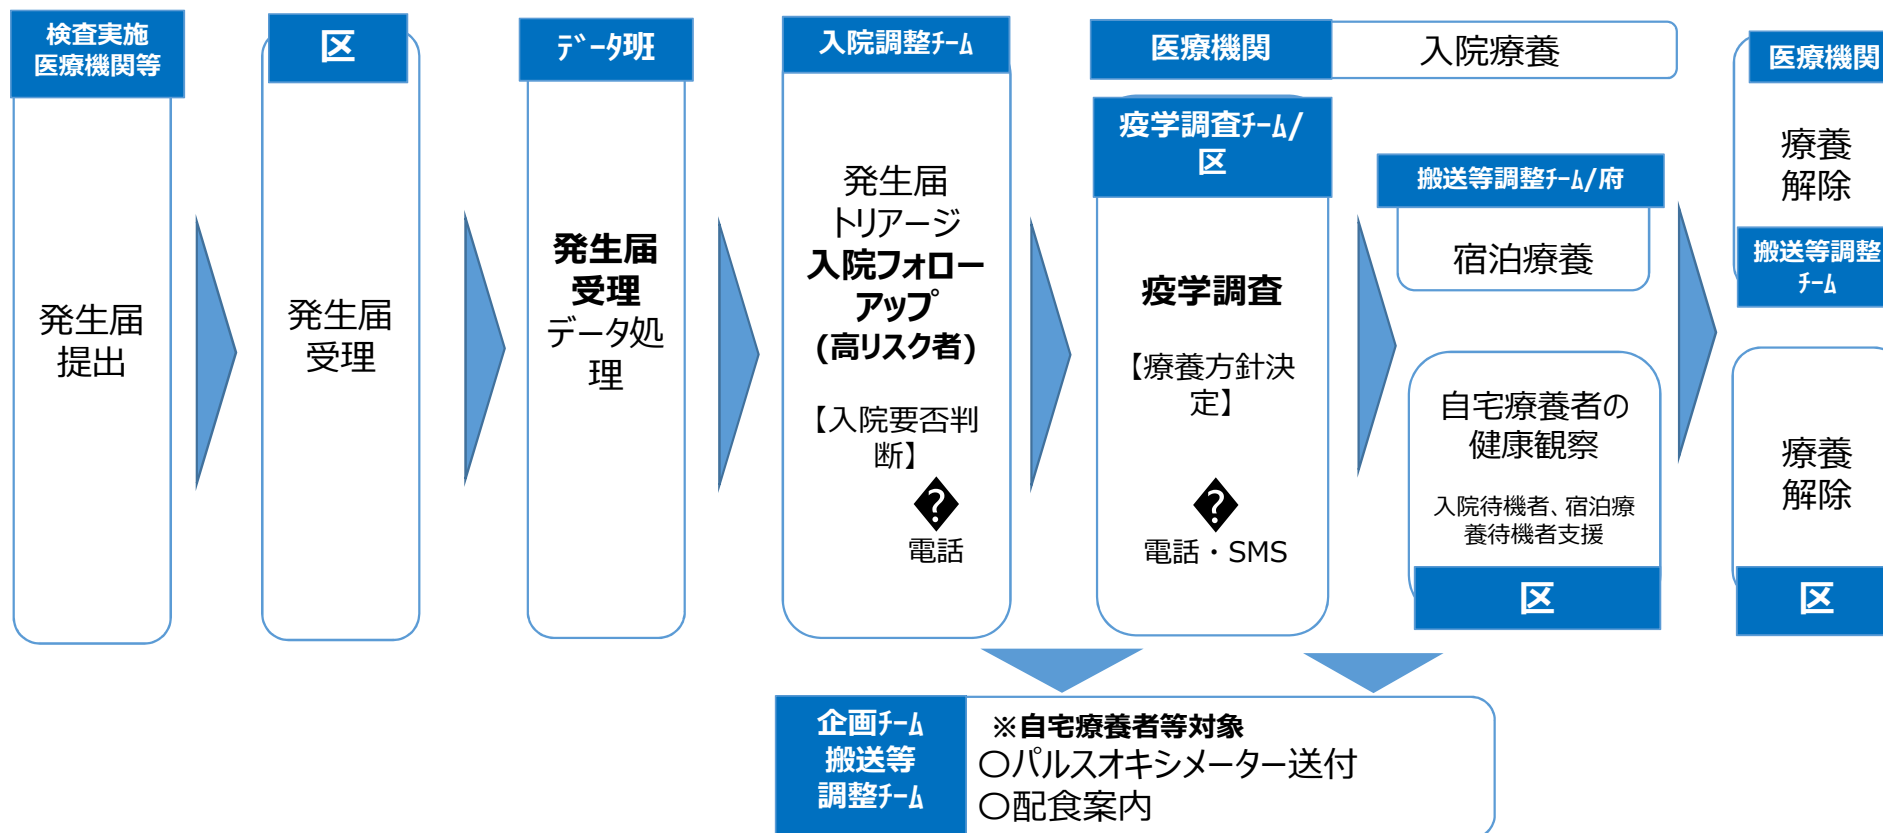 検査実施
医療機関等
発生届
提出
区
発生届
受理
ﾃﾞｰﾀ班
発生届
受理
データ処
理
入院調整ﾁｰﾑ
発生届
トリアージ
入院フォロー
アップ
(高リスク者)
【入院要否判
断】
電話
医療機関
入院療養
疫学調査ﾁｰﾑ/
区
疫学調査
【療養方針決
定】
電話・SMS
搬送等調整ﾁｰﾑ/府
宿泊療養
自宅療養者の
健康観察
入院待機者、宿泊療
養待機者支援
区
医療機関
療養
解除
搬送等調整
ﾁｰﾑ
療養
解除
区
企画ﾁｰﾑ
搬送等
調整ﾁｰﾑ
※自宅療養者等対象
〇パルスオキシメーター送付
〇配食案内